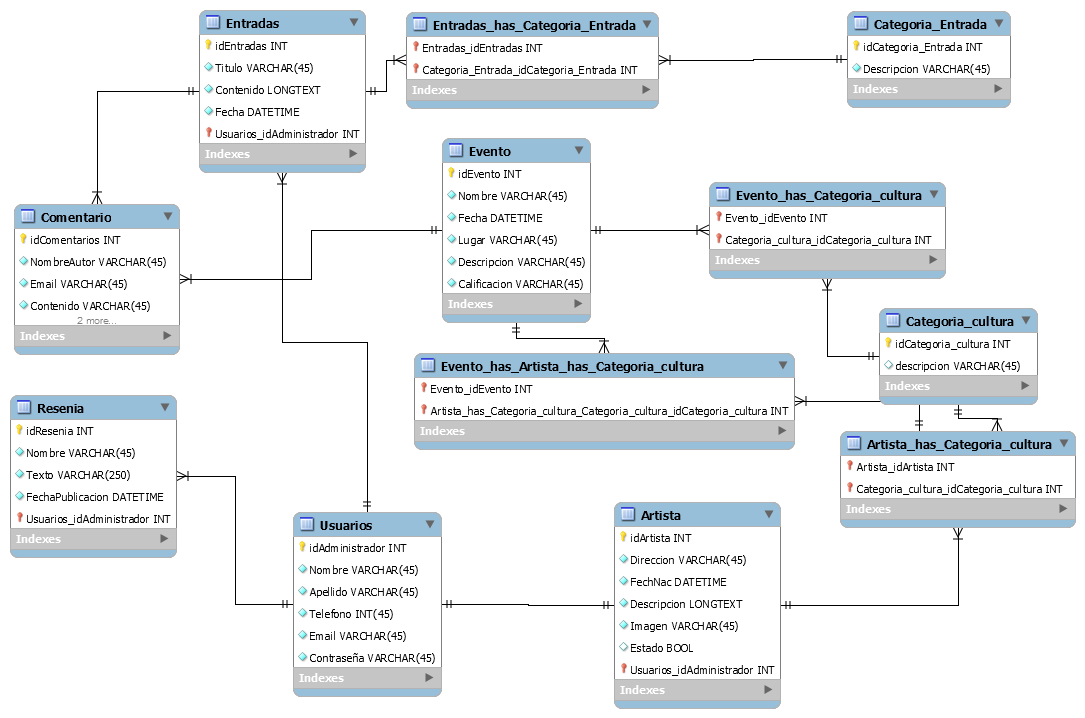 Entradas
idEntradas INT
Titulo VARCHAR(45)
Contenido LONGTEXT
Fecha DATETIME
Usuarios_idAdministrador INT
Indexes
Entradas_has_Categoria_Entrada
Entradas_idEntradas INT
Categoria_Entrada_idCategoria_Entrada INT
Indexes
Categoria_Entrada
idCategoria_Entrada INT
Descripcion VARCHAR(45)
Indexes
Evento
idEvento INT
Nombre VARCHAR(45)
Fecha DATETIME
Lugar VARCHAR(45)
Descripcion VARCHAR(45)
Calificacion VARCHAR(45)
Indexes
Evento_has_Categoria_cultura
Evento_idEvento INT
Categoria_cultura_idCategoria_cultura INT
Indexes
Comentario
idComentarios INT
NombreAutor VARCHAR(45)
Email VARCHAR(45)
Contenido VARCHAR(45)
2 more...
Indexes
Categoria_cultura
idCategoria_cultura INT
descripcion VARCHAR(45)
Indexes
Evento_has_Artista_has_Categoria_cultura
Evento_idEvento INT
Artista_has_Categoria_cultura_Categoria_cultura_idCategoria_cultura INT
Indexes
Resenia
idResenia INT
Nombre VARCHAR(45)
Texto VARCHAR(250)
FechaPublicacion DATETIME
Usuarios_idAdministrador INT
Indexes
Artista_has_Categoria_cultura
Artista_idArtista INT
Categoria_cultura_idCategoria_cultura INT
Indexes
Usuarios
idAdministrador INT
Nombre VARCHAR(45)
Apellido VARCHAR(45)
Telefono INT(45)
Email VARCHAR(45)
Contraseña VARCHAR(45)
Indexes
Artista
idArtista INT
Direccion VARCHAR(45)
FechNac DATETIME
Descripcion LONGTEXT
Imagen VARCHAR(45)
Estado BOOL
Usuarios_idAdministrador INT
Indexes